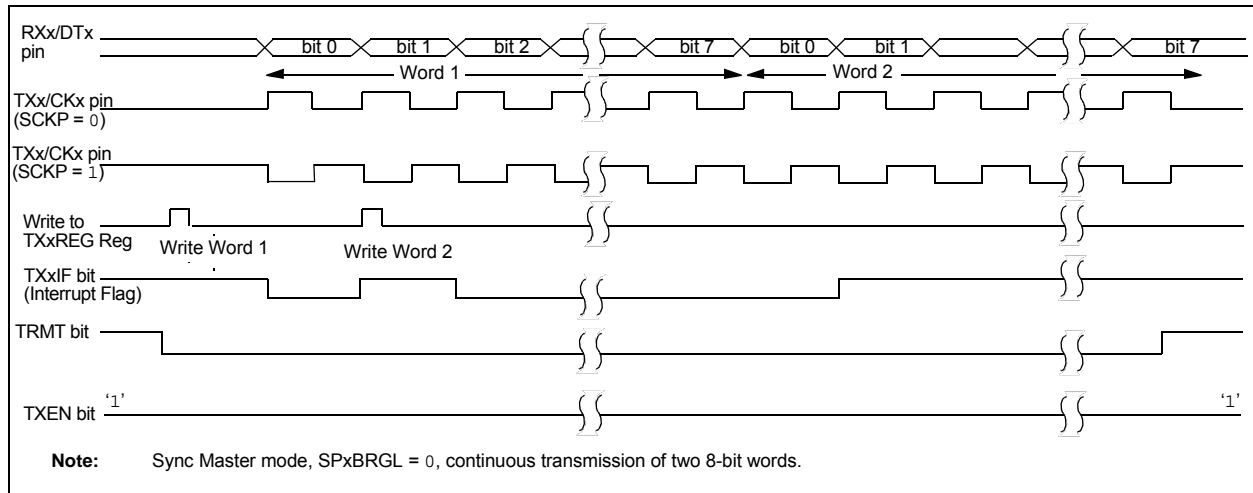 RXx/DTx
pin
bit 0 bit 1 bit 2 bit 7 bit 0 bit 1 bit 7
Word 1 Word 2
TXx/CKx pin
(SCKP = 0)
TXx/CKx pin
(SCKP = 1)
Write to
TXxREG Reg
Write Word 1 Write Word 2
TXxIF bit
(Interrupt Flag)
TRMT bit
TXEN bit ‘1’ ‘1’
Note: Sync Master mode, SPxBRGL = 0, continuous transmission of two 8-bit words.